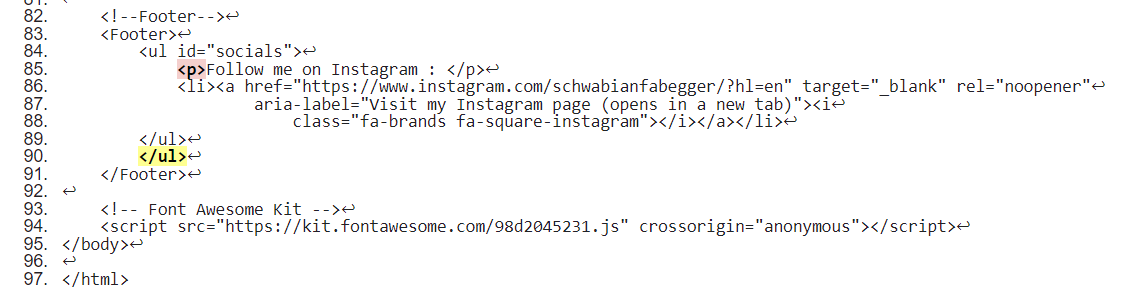 81.
82. <!--Footer-->↩
83. <Footer>↩
84. <ul id="socials">↩
85. <p>Follow me on Instagram : </p>↩
86. <li><a href="https://www.instagram.com/schwabianfabegger/?hl=en" target="_blank" rel="noopener"↩
87. aria-label="Visit my Instagram page (opens in a new tab)"><i↩
88. class="fa-brands fa-square-instagram"></i></a></li>↩
89. </ul>↩
90. </ul>↩
91. </Footer>↩
92. ↩
93. <!-- Font Awesome Kit -->↩
94. <script src="https://kit.fontawesome.com/98d2045231.js" crossorigin="anonymous"></script>↩
95. </body>↩
96. ↩
97. </html>